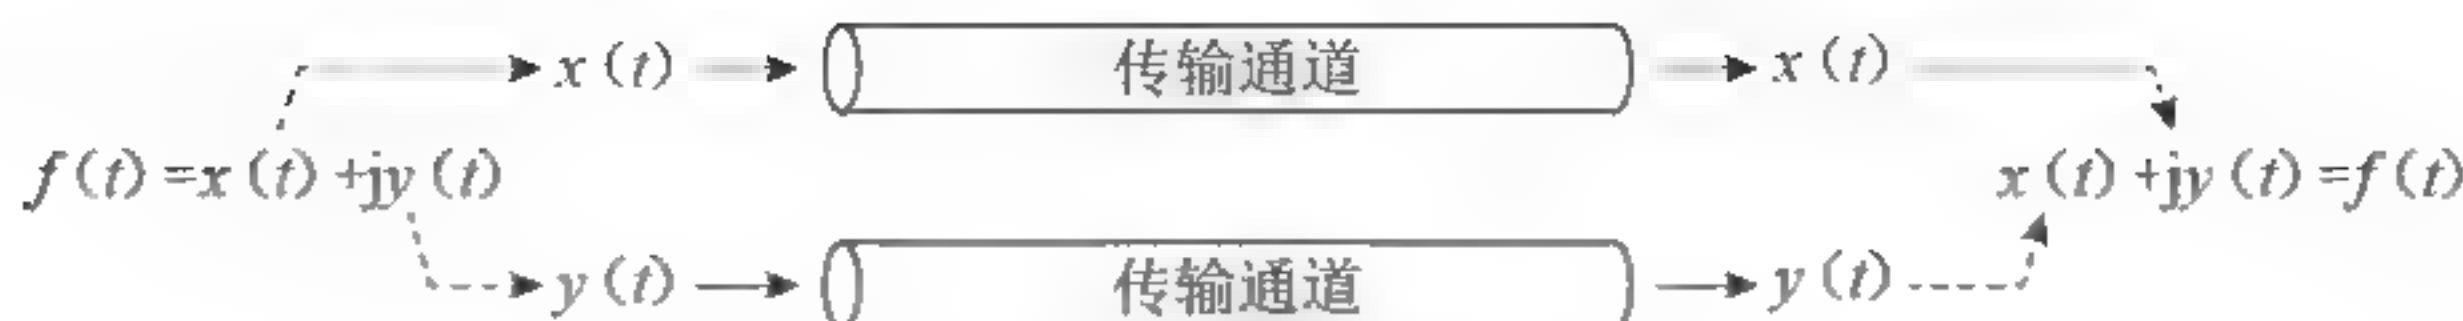 x(t) 传输通道 x(t)
f(t)=x(t)+jy(t) x(t)+jy(t)=f(t)
y(t) 传输通道 y(t)